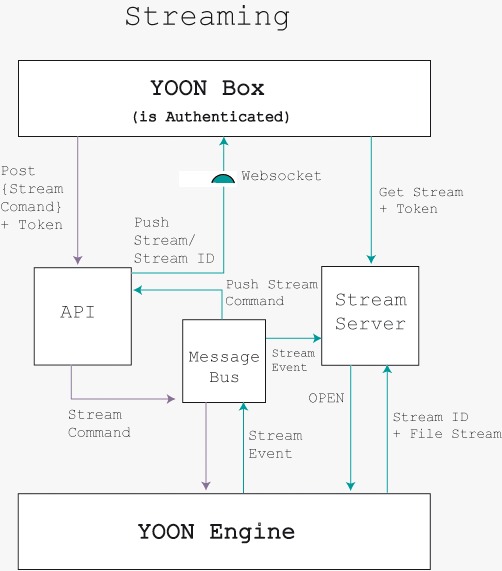 Streaming
YOON Box
(is Authenticated)
Post
{Stream
Comand}
+ Token
Websocket
Get Stream
+ Token
Push
Stream/
Stream ID
API
Push Stream
Command
Stream
Server
Message
Bus
Stream
Event
OPEN
Stream
Command
Stream ID
+ File Stream
Stream
Event
YOON Engine